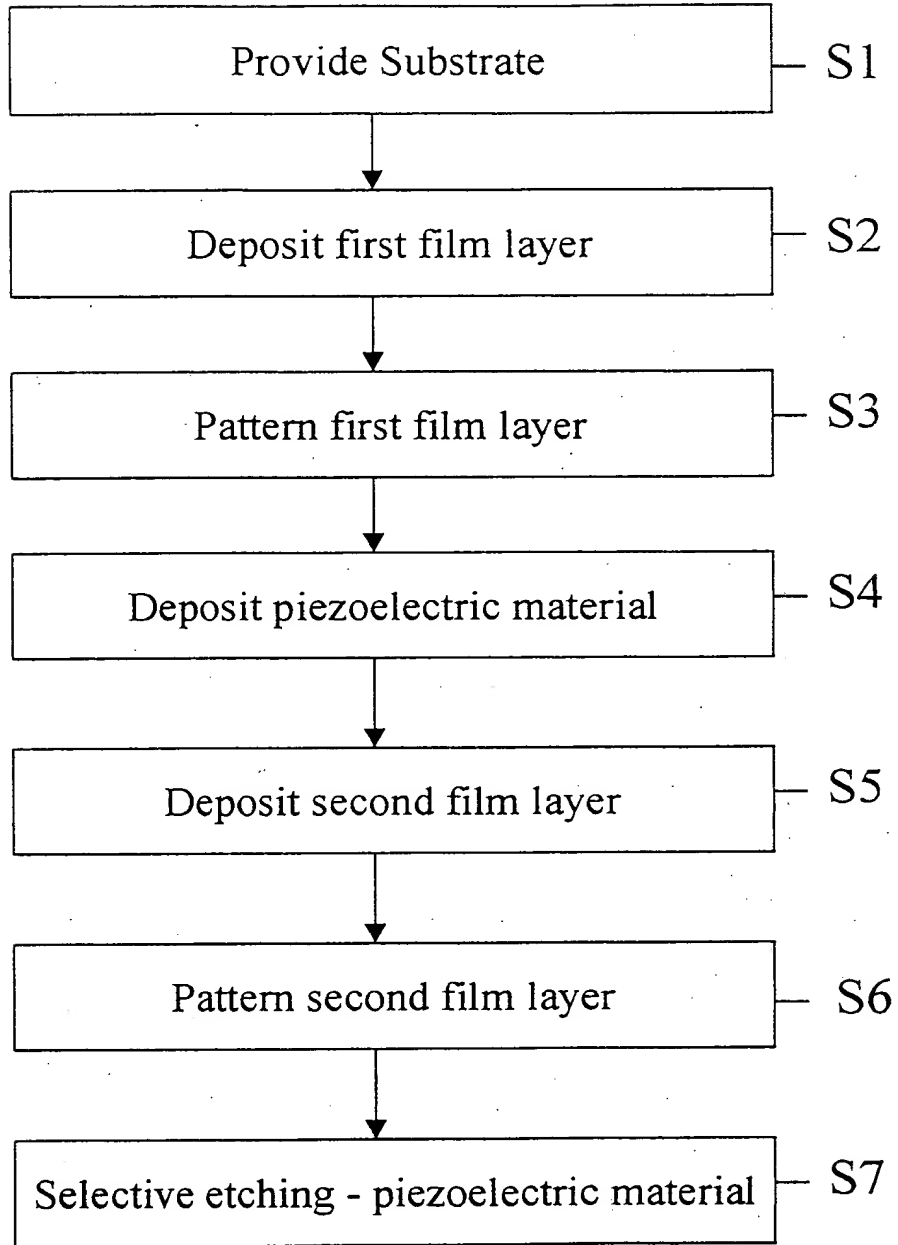 Provide Substrate
S1
Deposit first film layer
S2
Pattern first film layer
S3
Deposit piezoelectric material
S4
Deposit second film layer
S5
Pattern second film layer
S6
Selective etching - piezoelectric material
S7